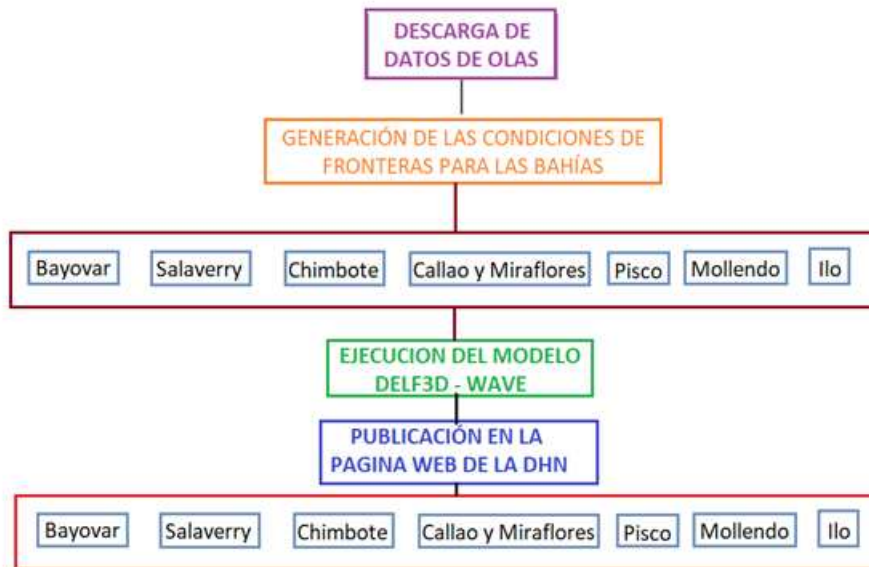 DESCARGA DE
DATOS DE OLAS
GENERACIÓN DE LAS CONDICIONES DE
FRONTERAS PARA LAS BAHÍAS
Bayovar Salaverry Chimbote Callao y Miraflores Pisco Mollendo Ilo
EJECUCION DEL MODELO
DELF3D - WAVE
PUBLICACIÓN EN LA
PAGINA WEB DE LA DHN
Bayovar Salaverry Chimbote Callao y Miraflores Pisco Mollendo Ilo